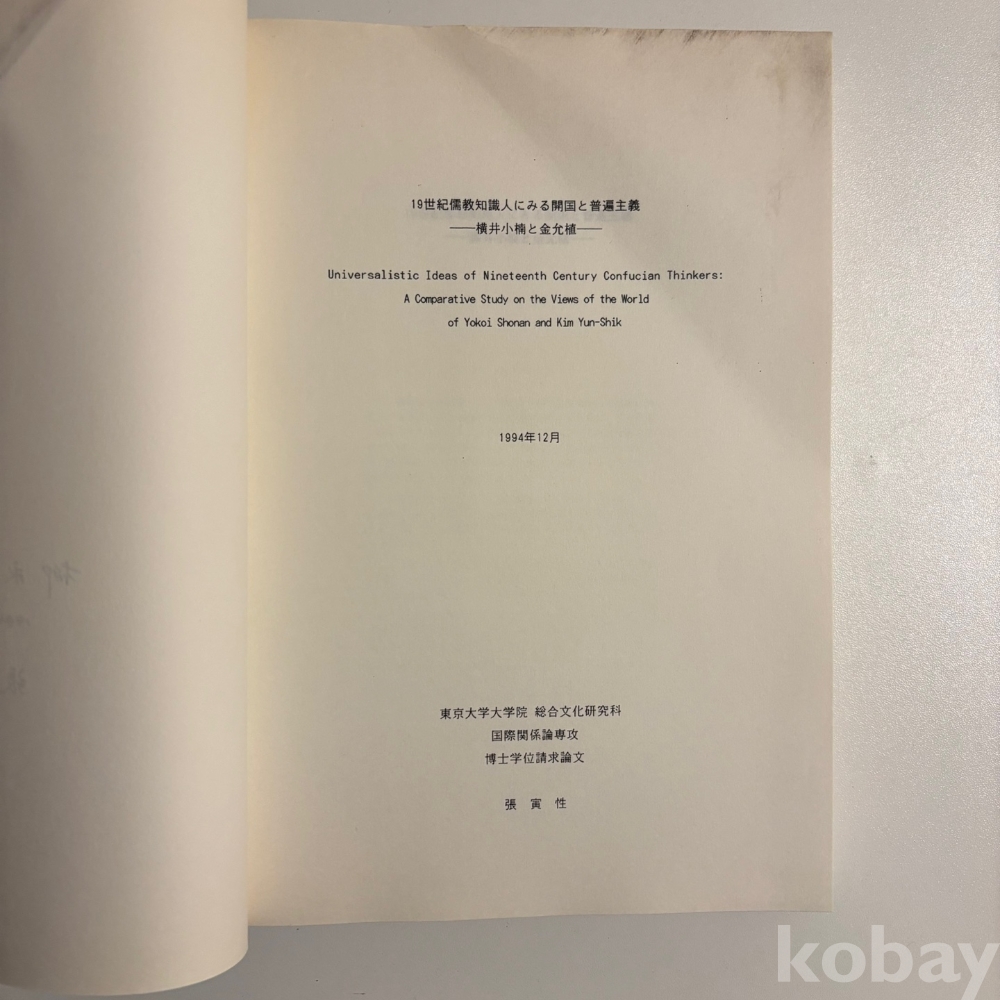 19世紀儒教知識人にみる開国と普遍主義
――横井小楠と金允植――
Universalistic Ideas of Nineteenth Century Confucian Thinkers:
A Comparative Study on the Views of the World
of Yokoi Shonan and Kim Yun-Shik
1994年12月
東京大学大学院 総合文化研究科
国際関係論専攻
博士学位請求論文
張 寅 性
kobay